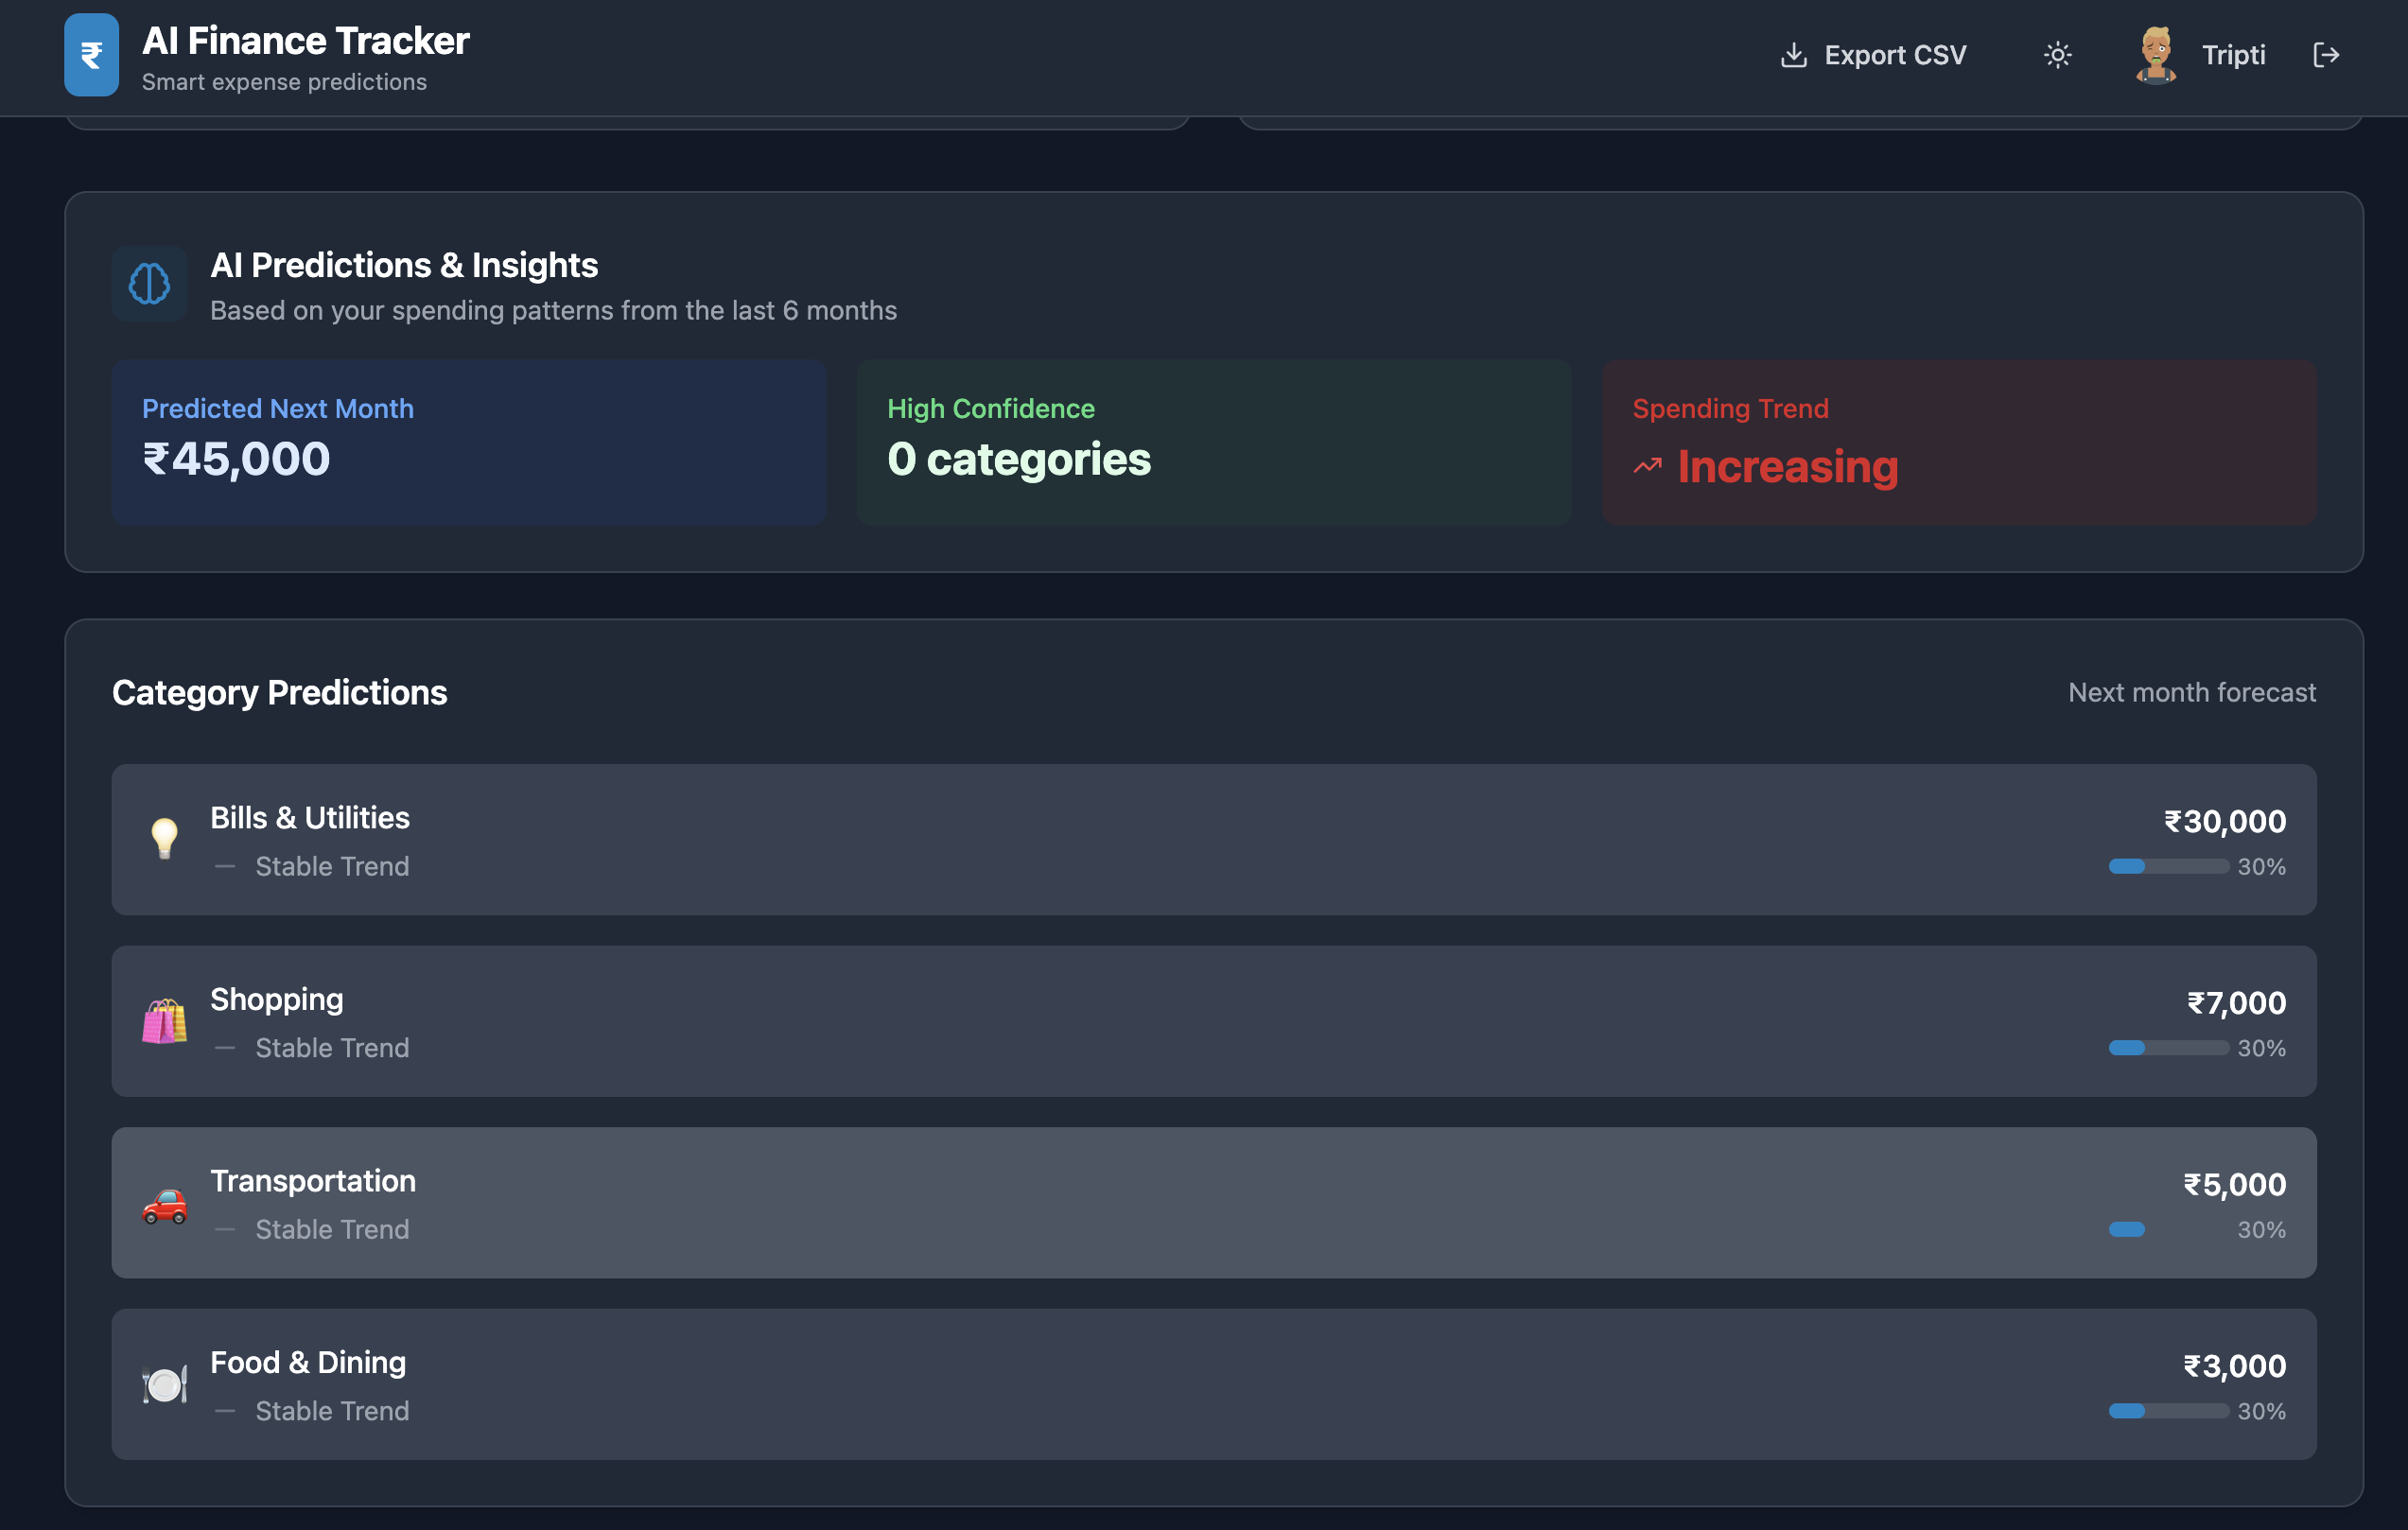 ₹
AI Finance Tracker
Smart expense predictions
Export CSV
Tripti
AI Predictions & Insights
Based on your spending patterns from the last 6 months
Predicted Next Month
₹45,000
High Confidence
0 categories
Spending Trend
Increasing
Category Predictions
Next month forecast
Bills & Utilities
— Stable Trend
₹30,000
30%
Shopping
— Stable Trend
₹7,000
30%
Transportation
— Stable Trend
₹5,000
30%
Food & Dining
— Stable Trend
₹3,000
30%